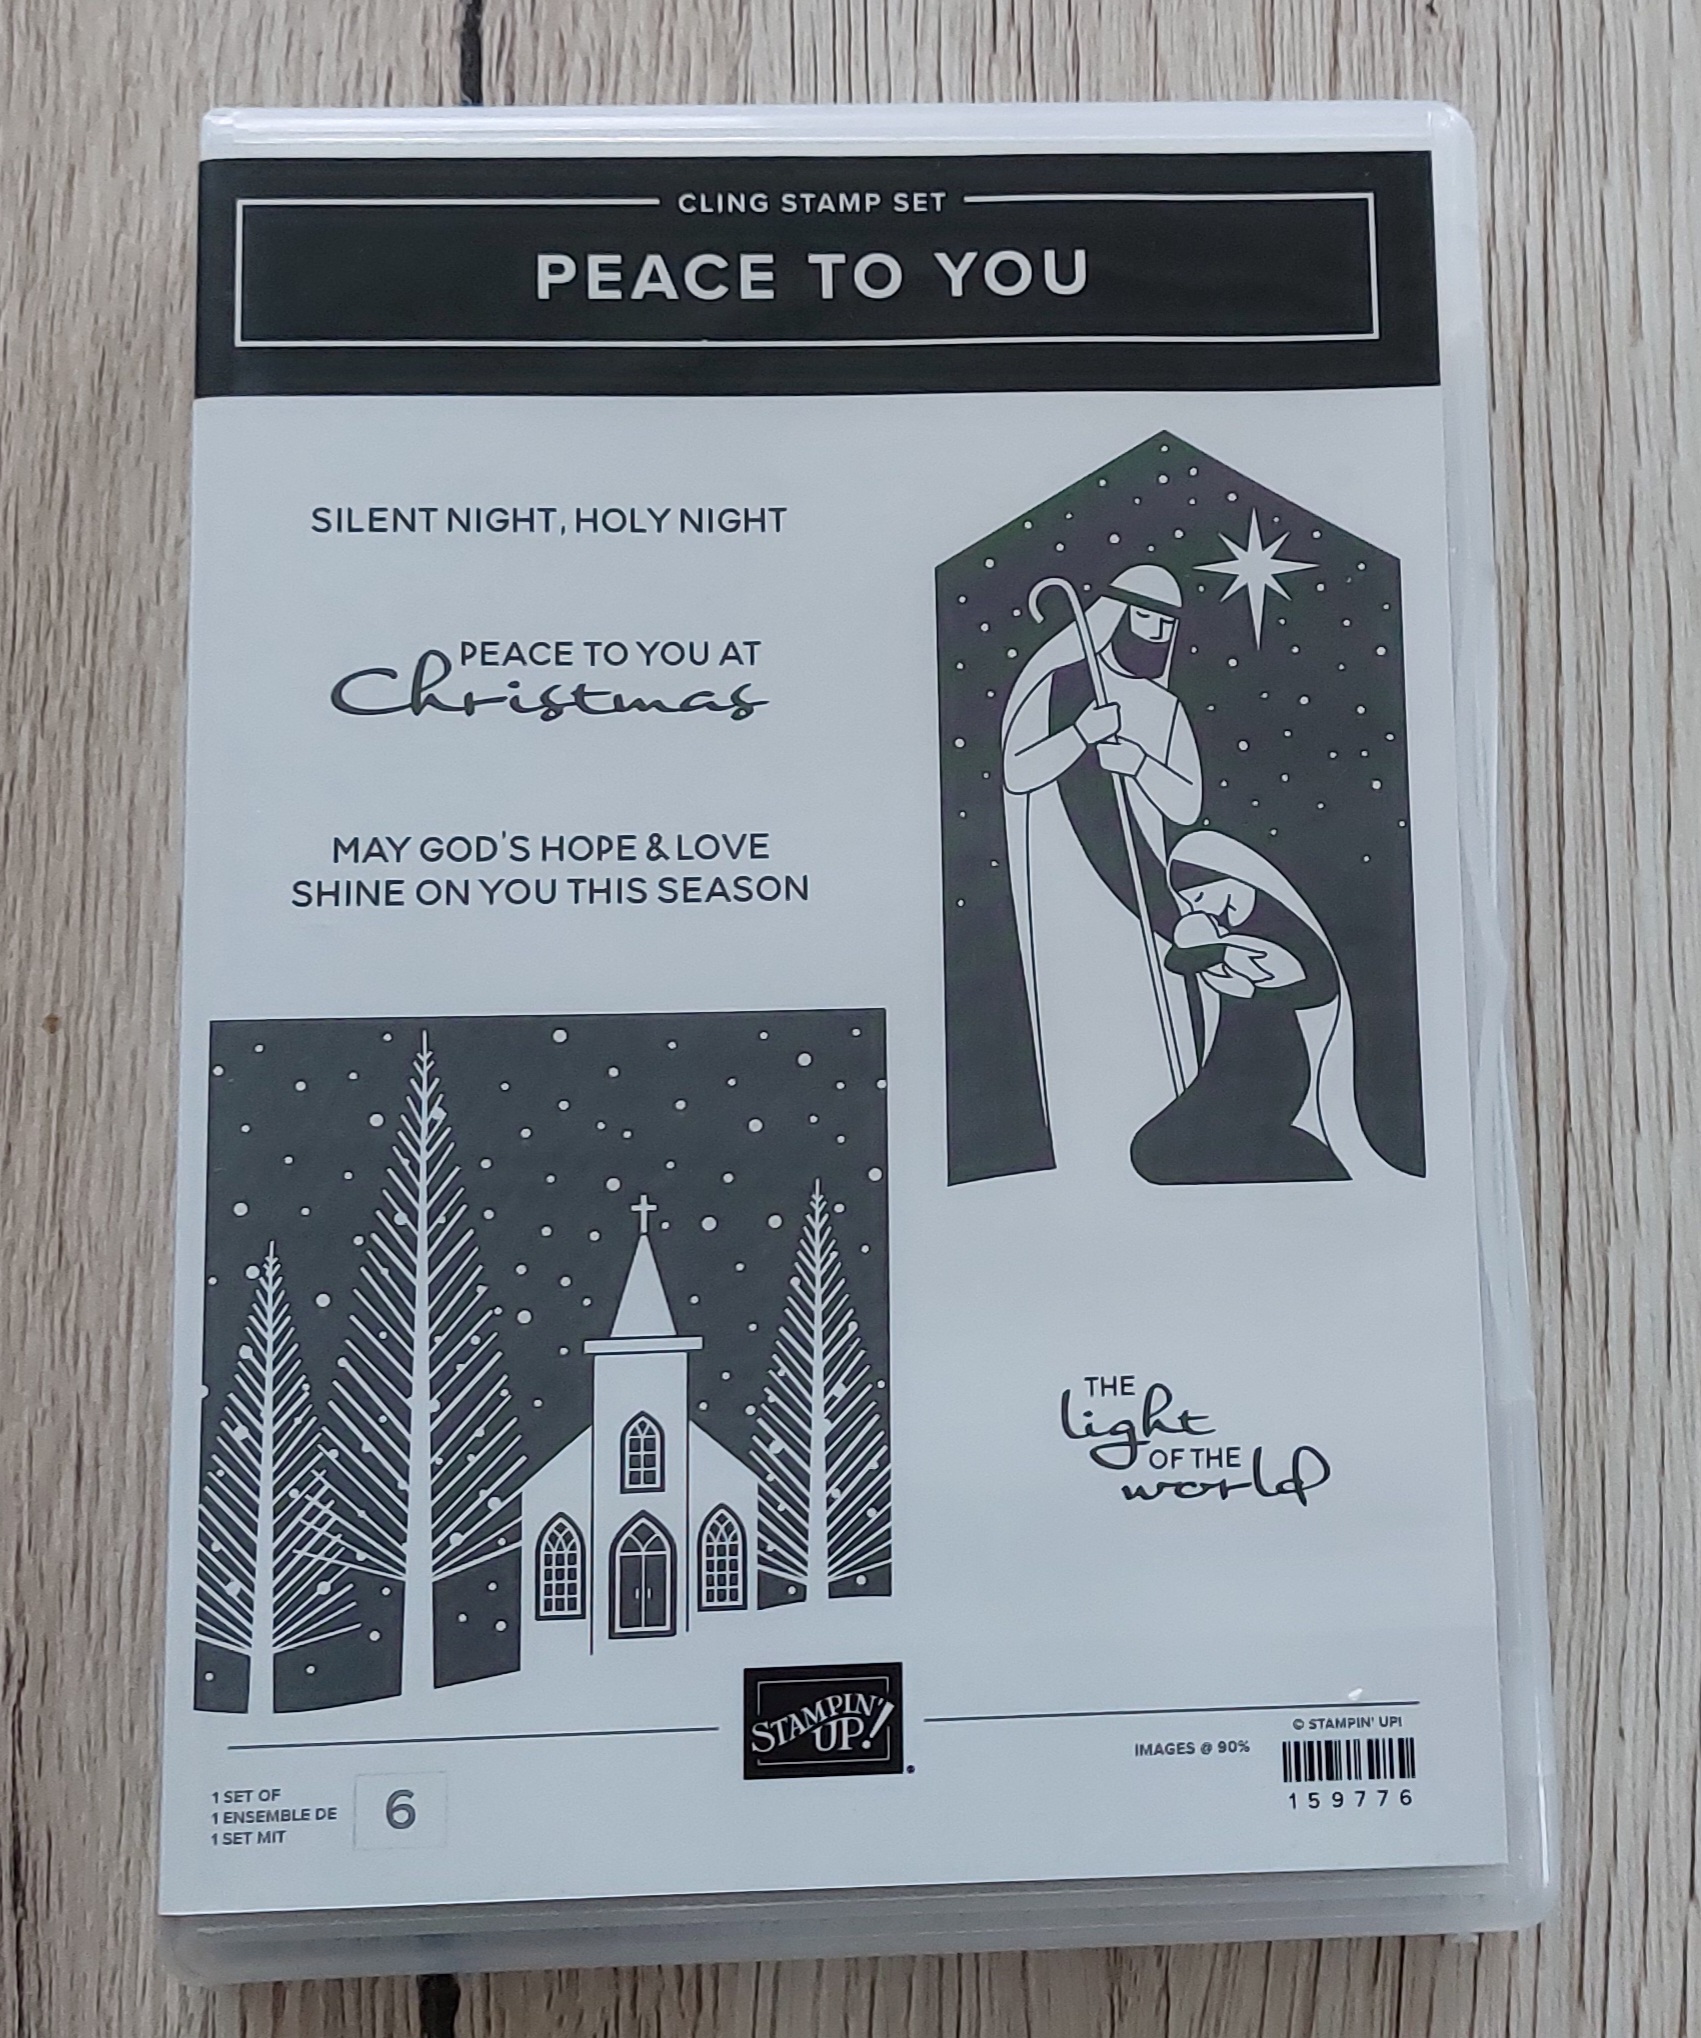 CLING STAMP SET
PEACE TO YOU
SILENT NIGHT, HOLY NIGHT
PEACE TO YOU AT
Christmas
MAY GOD'S HOPE & LOVE
SHINE ON YOU THIS SEASON
THE
light
OF THE
world
STAMPIN'
UP!
© STAMPIN' UP!
IMAGES @ 90%
159776
1 SET OF
1 ENSEMBLE DE
1 SET MIT
6